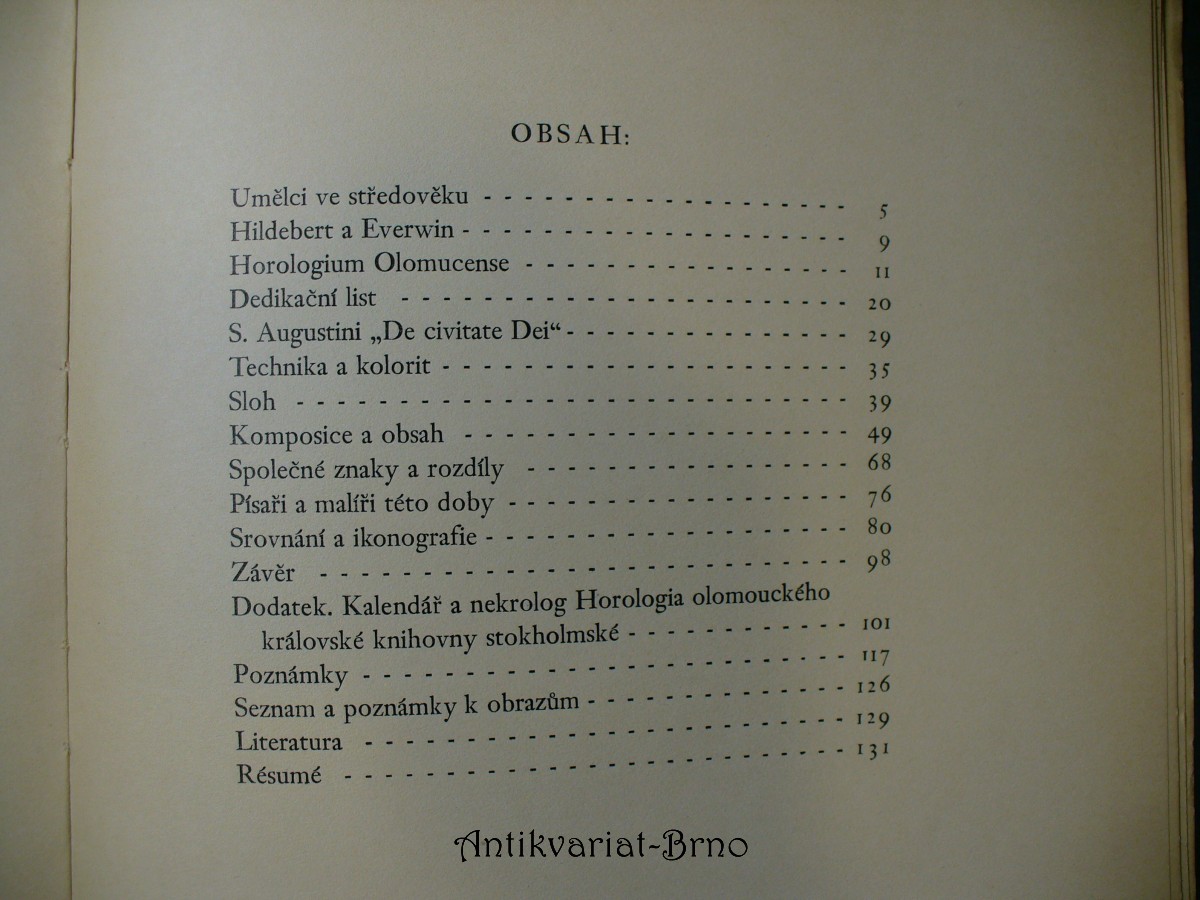 OBSAH:
Umělci ve středověku - - - - - - - - - - - - - - - - - - 5
Hildebert a Everwin - - - - - - - - - - - - - - - - - - - 9
Horologium Olomucense - - - - - - - - - - - - - - - - 11
Dedikační list - - - - - - - - - - - - - - - - - - - - - - 20
S. Augustini „De civitate Dei“ - - - - - - - - - - - - - - 29
Technika a kolorit - - - - - - - - - - - - - - - - - - - - 35
Sloh - - - - - - - - - - - - - - - - - - - - - - - - - - - 39
Komposice a obsah - - - - - - - - - - - - - - - - - - - 49
Společné znaky a rozdíly - - - - - - - - - - - - - - - - 68
Písaři a malíři této doby - - - - - - - - - - - - - - - - - 76
Srovnání a ikonografie - - - - - - - - - - - - - - - - - - 80
Závěr - - - - - - - - - - - - - - - - - - - - - - - - - - 98
Dodatek. Kalendář a nekrolog Horologia olomouckého
královské knihovny stokholmské - - - - - - - - - - - 101
Poznámky - - - - - - - - - - - - - - - - - - - - - - - - 117
Seznam a poznámky k obrazům - - - - - - - - - - - - - 126
Literatura - - - - - - - - - - - - - - - - - - - - - - - - 129
Résumé - - - - - - - - - - - - - - - - - - - - - - - - - 131
Antikvariat-Brno